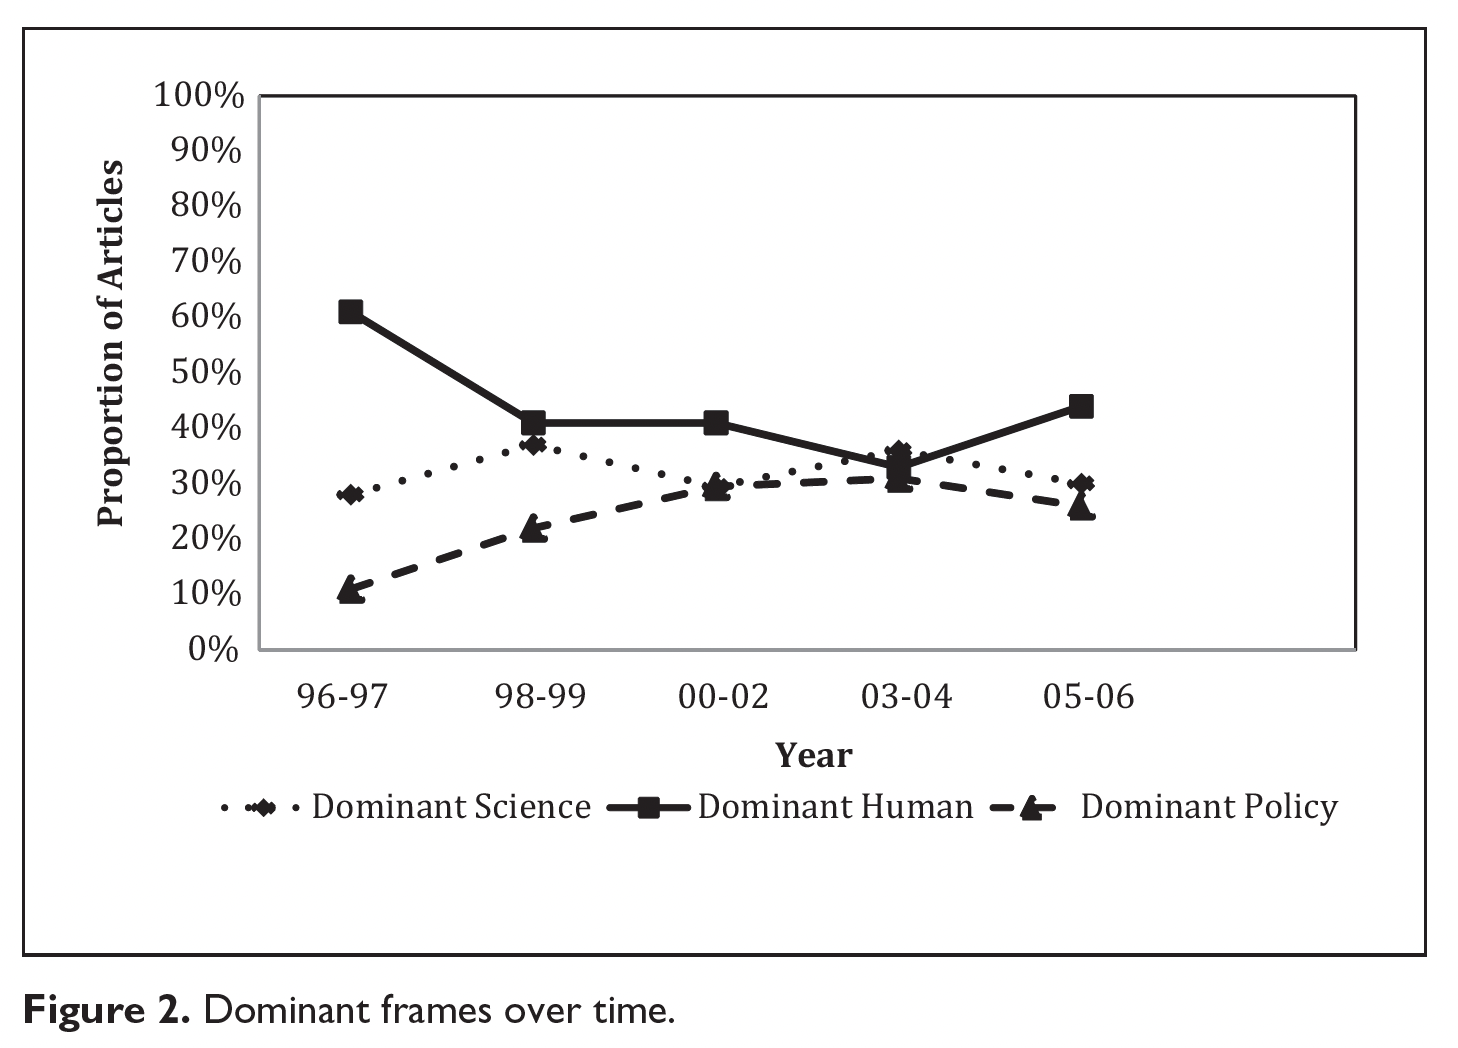 100%
90%
80%
70%
60%
50%
40%
30%
20%
10%
0%
Proportion of Articles
96-97 98-99 00-02 03-04 05-06
Year
Dominant Science Dominant Human Dominant Policy
Figure 2. Dominant frames over time.